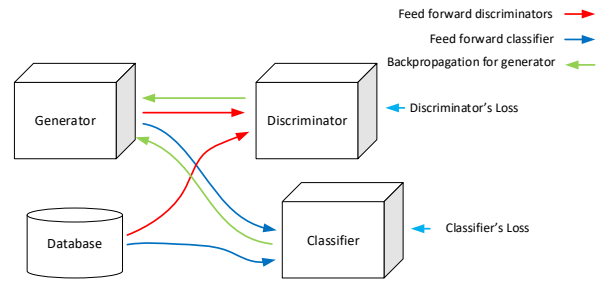 Feed forward discriminators
Feed forward classifier
Backpropagation for generator
Generator
Discriminator
Discriminator's Loss
Database
Classifier
Classifier's Loss